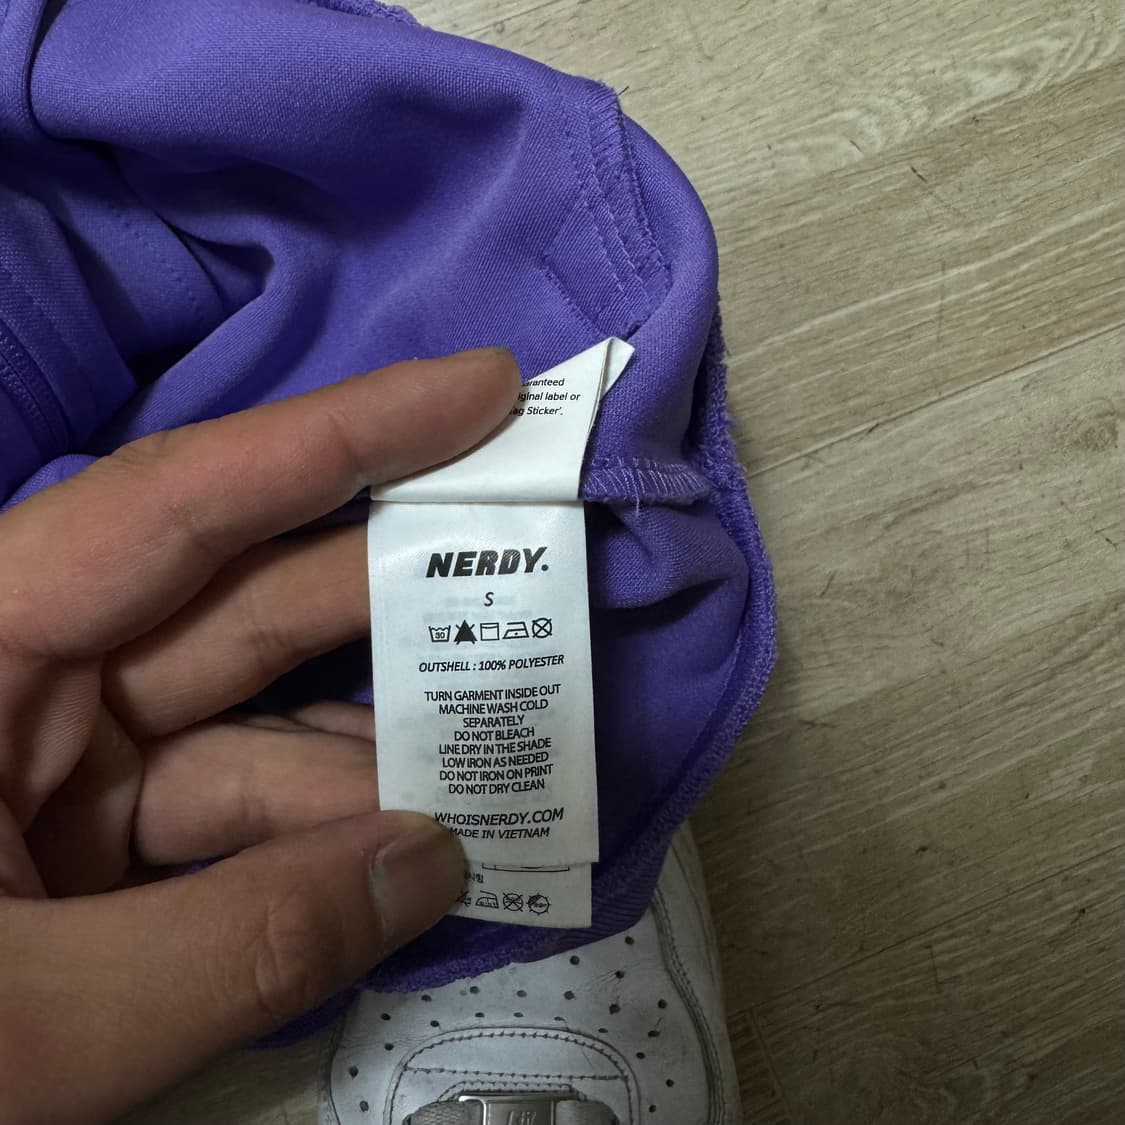 iginal label or
ag Sticker'.
NERDY.
S
30
OUTSHELL : 100% POLYESTER
TURN GARMENT INSIDE OUT
MACHINE WASH COLD
SEPARATELY
DO NOT BLEACH
LINE DRY IN THE SHADE
LOW IRON AS NEEDED
DO NOT IRON ON PRINT
DO NOT DRY CLEAN
WHOISNERDY.COM
MADE IN VIETNAM